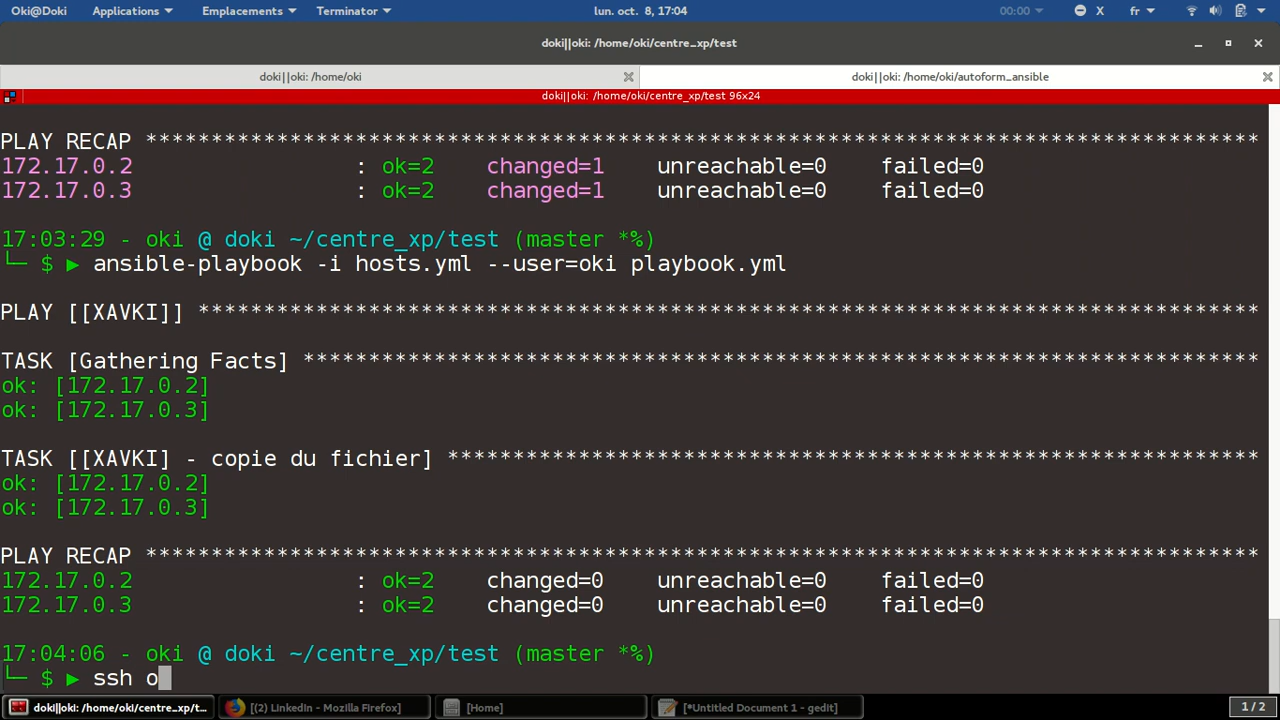 Oki@Doki Applications Emplacements Terminator lun. oct. 8, 17:04 00:00 X fr
doki||oki: /home/oki/centre_xp/test
doki||oki: /home/oki doki||oki: /home/oki/autoform_ansible
doki||oki: /home/oki/centre_xp/test 96x24
PLAY RECAP *************************************************************************************
172.17.0.2 : ok=2 changed=1 unreachable=0 failed=0
172.17.0.3 : ok=2 changed=1 unreachable=0 failed=0
17:03:29 - oki @ doki ~/centre_xp/test (master *%)
└─ $ ▶ ansible-playbook -i hosts.yml --user=oki playbook.yml
PLAY [[XAVKI]] *********************************************************************************
TASK [Gathering Facts] *************************************************************************
ok: [172.17.0.2]
ok: [172.17.0.3]
TASK [[XAVKI] - copie du fichier] **************************************************************
ok: [172.17.0.2]
ok: [172.17.0.3]
PLAY RECAP *************************************************************************************
172.17.0.2 : ok=2 changed=0 unreachable=0 failed=0
172.17.0.3 : ok=2 changed=0 unreachable=0 failed=0
17:04:06 - oki @ doki ~/centre_xp/test (master *%)
└─ $ ▶ ssh o
doki||oki: /home/oki/centre_xp/t... [(2) LinkedIn - Mozilla Firefox] [Home] [*Untitled Document 1 - gedit] 1 / 2